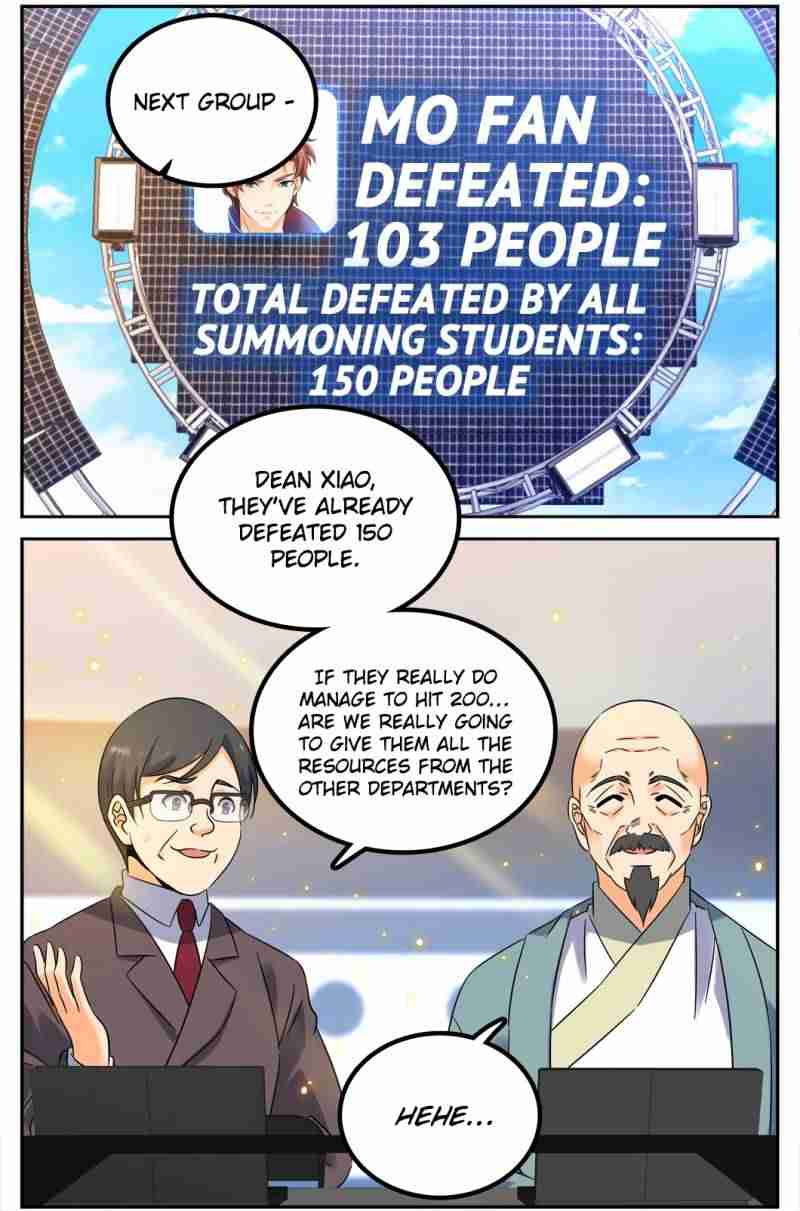 NEXT GROUP -
MO FAN
DEFEATED:
103 PEOPLE
TOTAL DEFEATED BY ALL
SUMMONING STUDENTS:
150 PEOPLE
DEAN XIAO,
THEY'VE ALREADY
DEFEATED 150
PEOPLE.
IF THEY REALLY DO
MANAGE TO HIT 200...
ARE WE REALLY GOING
TO GIVE THEM ALL THE
RESOURCES FROM THE
OTHER DEPARTMENTS?
HEHE...